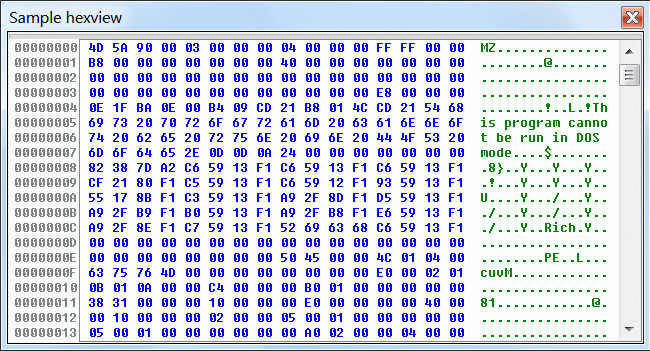 Sample hexview
00000000 4D 5A 90 00 03 00 00 00 04 00 00 00 FF FF 00 00 MZ..............
00000001 B8 00 00 00 00 00 00 00 40 00 00 00 00 00 00 00 ........@.......
00000002 00 00 00 00 00 00 00 00 00 00 00 00 00 00 00 00 ................
00000003 00 00 00 00 00 00 00 00 00 00 00 00 E8 00 00 00 ................
00000004 0E 1F BA 0E 00 B4 09 CD 21 B8 01 4C CD 21 54 68 ........!..L.!Th
00000005 69 73 20 70 72 6F 67 72 61 6D 20 63 61 6E 6E 6F is program canno
00000006 74 20 62 65 20 72 75 6E 20 69 6E 20 44 4F 53 20 t be run in DOS
00000007 6D 6F 64 65 2E 0D 0D 0A 24 00 00 00 00 00 00 00 mode....$.......
00000008 82 38 7D A2 C6 59 13 F1 C6 59 13 F1 C6 59 13 F1 .8}..Y...Y...Y..
00000009 CF 21 80 F1 C5 59 13 F1 C6 59 12 F1 93 59 13 F1 .!...Y...Y...Y..
0000000A 55 17 8B F1 C3 59 13 F1 A9 2F 8D F1 D5 59 13 F1 U....Y.../...Y..
0000000B A9 2F B9 F1 B0 59 13 F1 A9 2F B8 F1 E6 59 13 F1 ./...Y.../...Y..
0000000C A9 2F 8E F1 C7 59 13 F1 52 69 63 68 C6 59 13 F1 ./...Y..Rich.Y..
0000000D 00 00 00 00 00 00 00 00 00 00 00 00 00 00 00 00 ................
0000000E 00 00 00 00 00 00 00 00 50 45 00 00 4C 01 04 00 ........PE..L...
0000000F 63 75 76 4D 00 00 00 00 00 00 00 00 E0 00 02 01 cuvM............
00000010 0B 01 0A 00 00 C4 00 00 00 B0 01 00 00 00 00 00 ................
00000011 38 31 00 00 00 10 00 00 00 E0 00 00 00 00 40 00 81............@.
00000012 00 10 00 00 00 02 00 00 05 00 01 00 00 00 00 00 ................
00000013 05 00 01 00 00 00 00 00 00 A0 02 00 00 04 00 00 ................